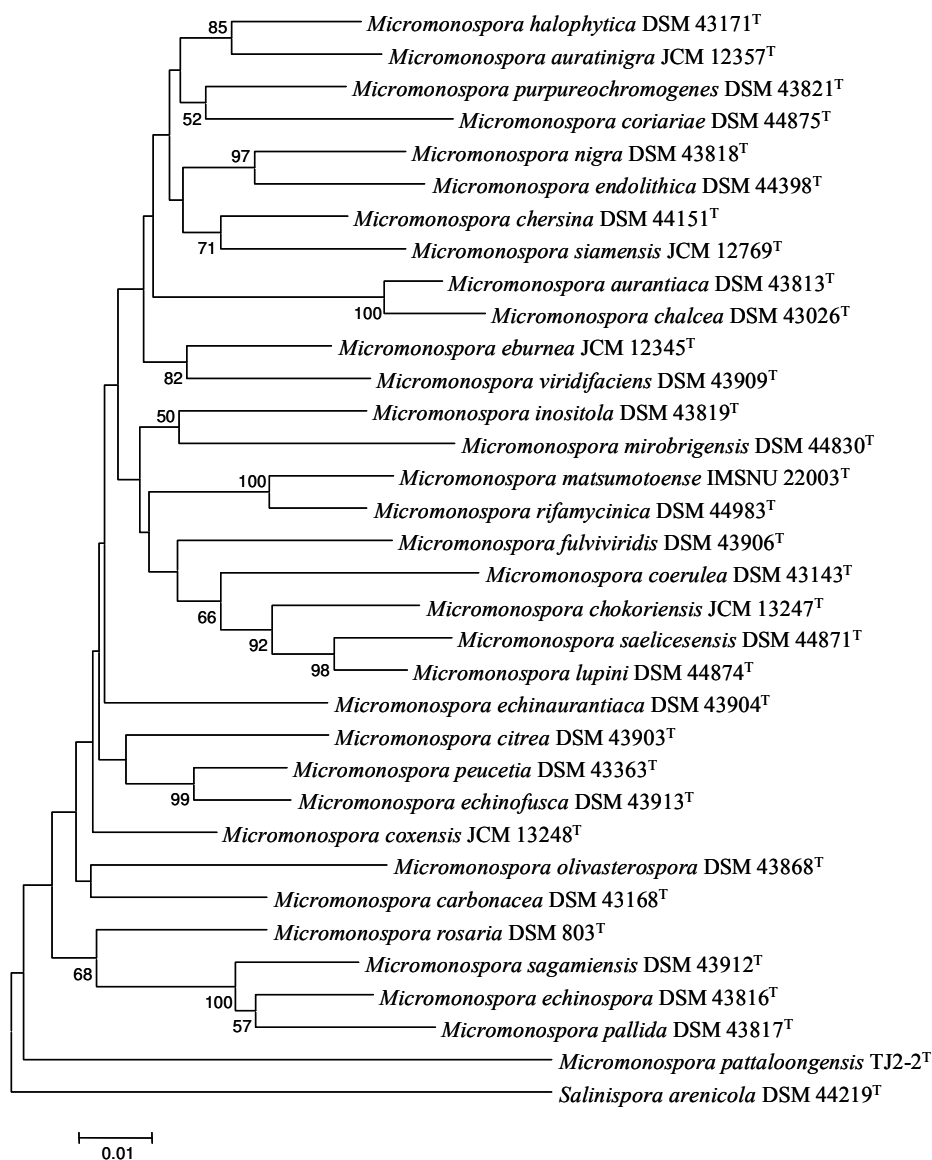 85
Micromonospora halophytica DSM 43171T
Micromonospora auratinigra JCM 12357T
Micromonospora purpureochromogenes DSM 43821T
52
Micromonospora coriariae DSM 44875T
97
Micromonospora nigra DSM 43818T
Micromonospora endolithica DSM 44398T
Micromonospora chersina DSM 44151T
71
Micromonospora siamensis JCM 12769T
Micromonospora aurantiaca DSM 43813T
100
Micromonospora chalcea DSM 43026T
Micromonospora eburnea JCM 12345T
82
Micromonospora viridifaciens DSM 43909T
50
Micromonospora inositola DSM 43819T
Micromonospora mirobrigensis DSM 44830T
100
Micromonospora matsumotoense IMSNU 22003T
Micromonospora rifamycinica DSM 44983T
Micromonospora fulviviridis DSM 43906T
Micromonospora coerulea DSM 43143T
66
Micromonospora chokoriensis JCM 13247T
92
Micromonospora saelicesensis DSM 44871T
98
Micromonospora lupini DSM 44874T
Micromonospora echinaurantiaca DSM 43904T
Micromonospora citrea DSM 43903T
Micromonospora peucetia DSM 43363T
99
Micromonospora echinofusca DSM 43913T
Micromonospora coxensis JCM 13248T
Micromonospora olivasterospora DSM 43868T
Micromonospora carbonacea DSM 43168T
Micromonospora rosaria DSM 803T
68
Micromonospora sagamiensis DSM 43912T
100
Micromonospora echinospora DSM 43816T
57
Micromonospora pallida DSM 43817T
Micromonospora pattaloongensis TJ2-2T
Salinispora arenicola DSM 44219T
0.01